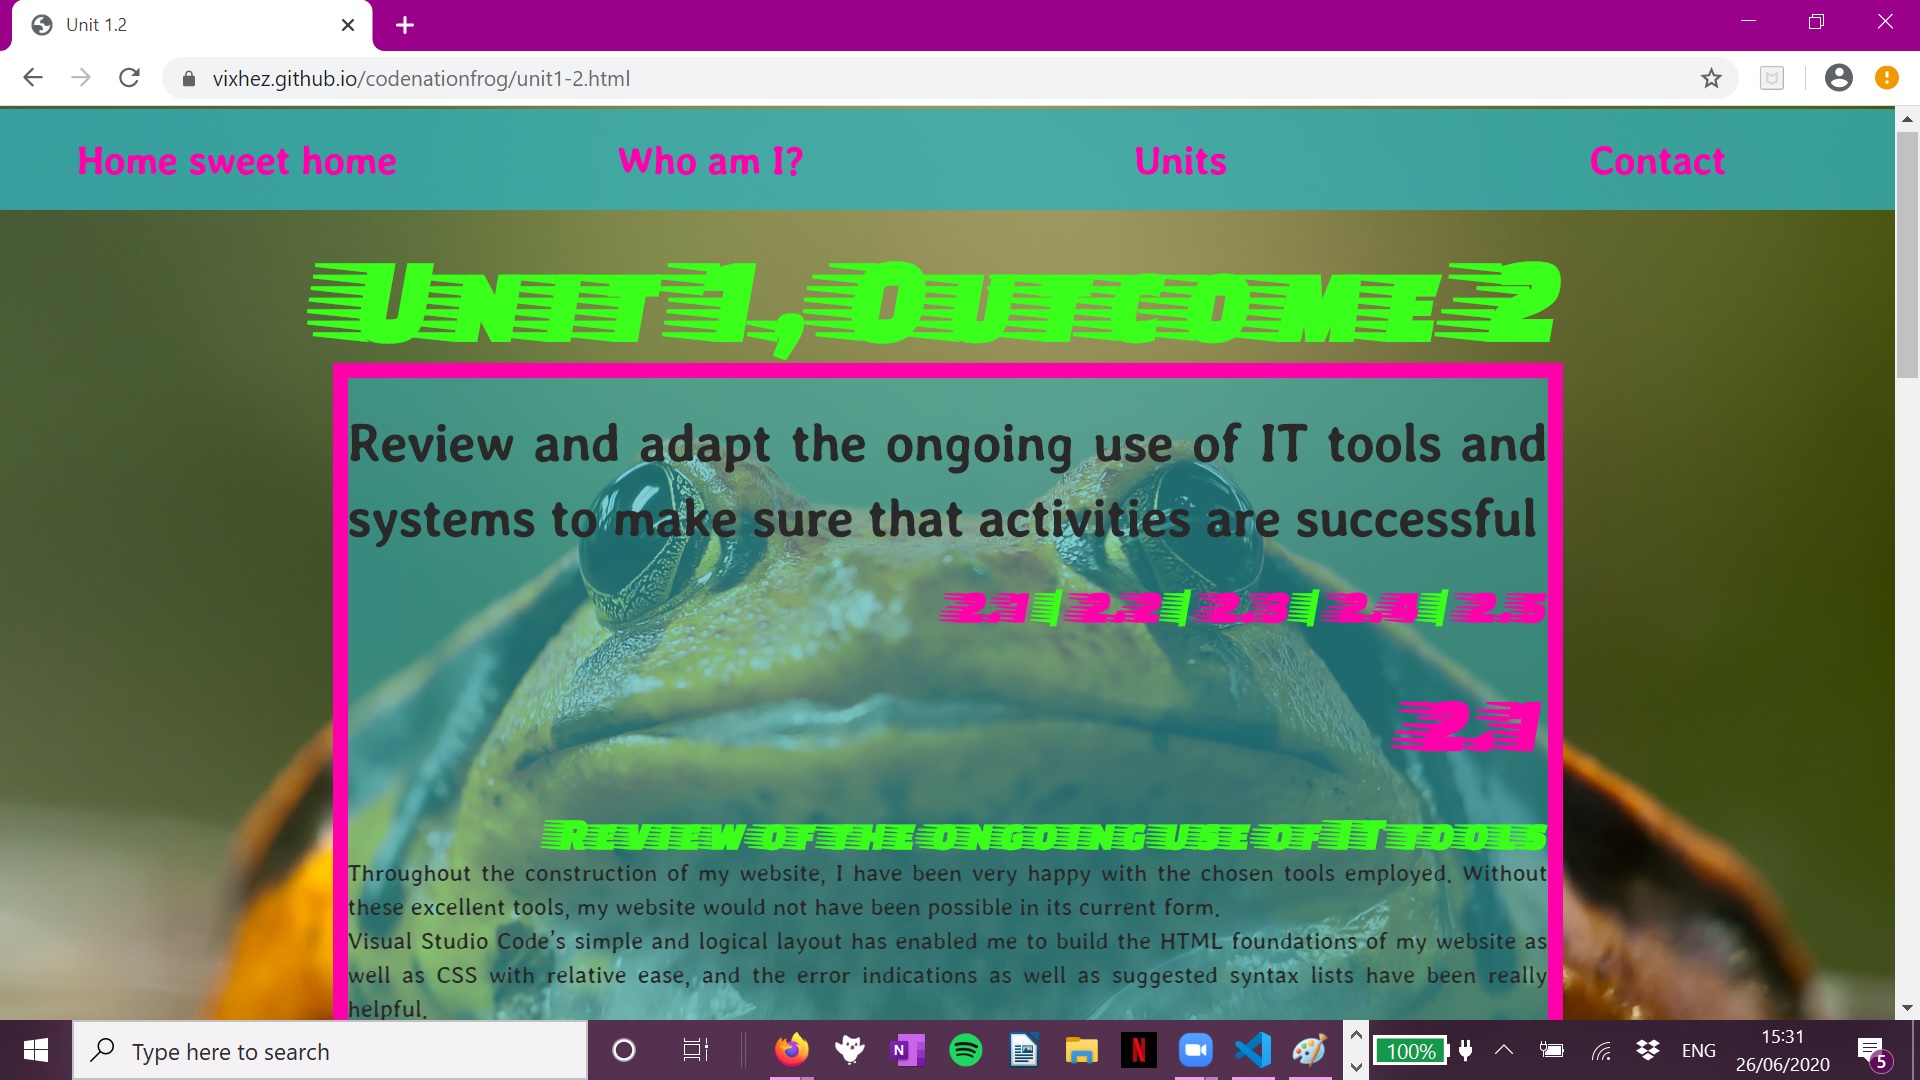 Unit 1.2
vixhez.github.io/codenationfrog/unit1-2.html
Home sweet home Who am I? Units Contact
Unit 1, Outcome 2
Review and adapt the ongoing use of IT tools and
systems to make sure that activities are successful
2.1 | 2.2 | 2.3 | 2.4 | 2.5
2.1
Review of the ongoing use of IT tools
Throughout the construction of my website, I have been very happy with the chosen tools employed. Without
these excellent tools, my website would not have been possible in its current form.
Visual Studio Code's simple and logical layout has enabled me to build the HTML foundations of my website as
well as CSS with relative ease, and the error indications as well as suggested syntax lists have been really
helpful.
Type here to search
N
N
100%
ENG
15:31
26/06/2020
5